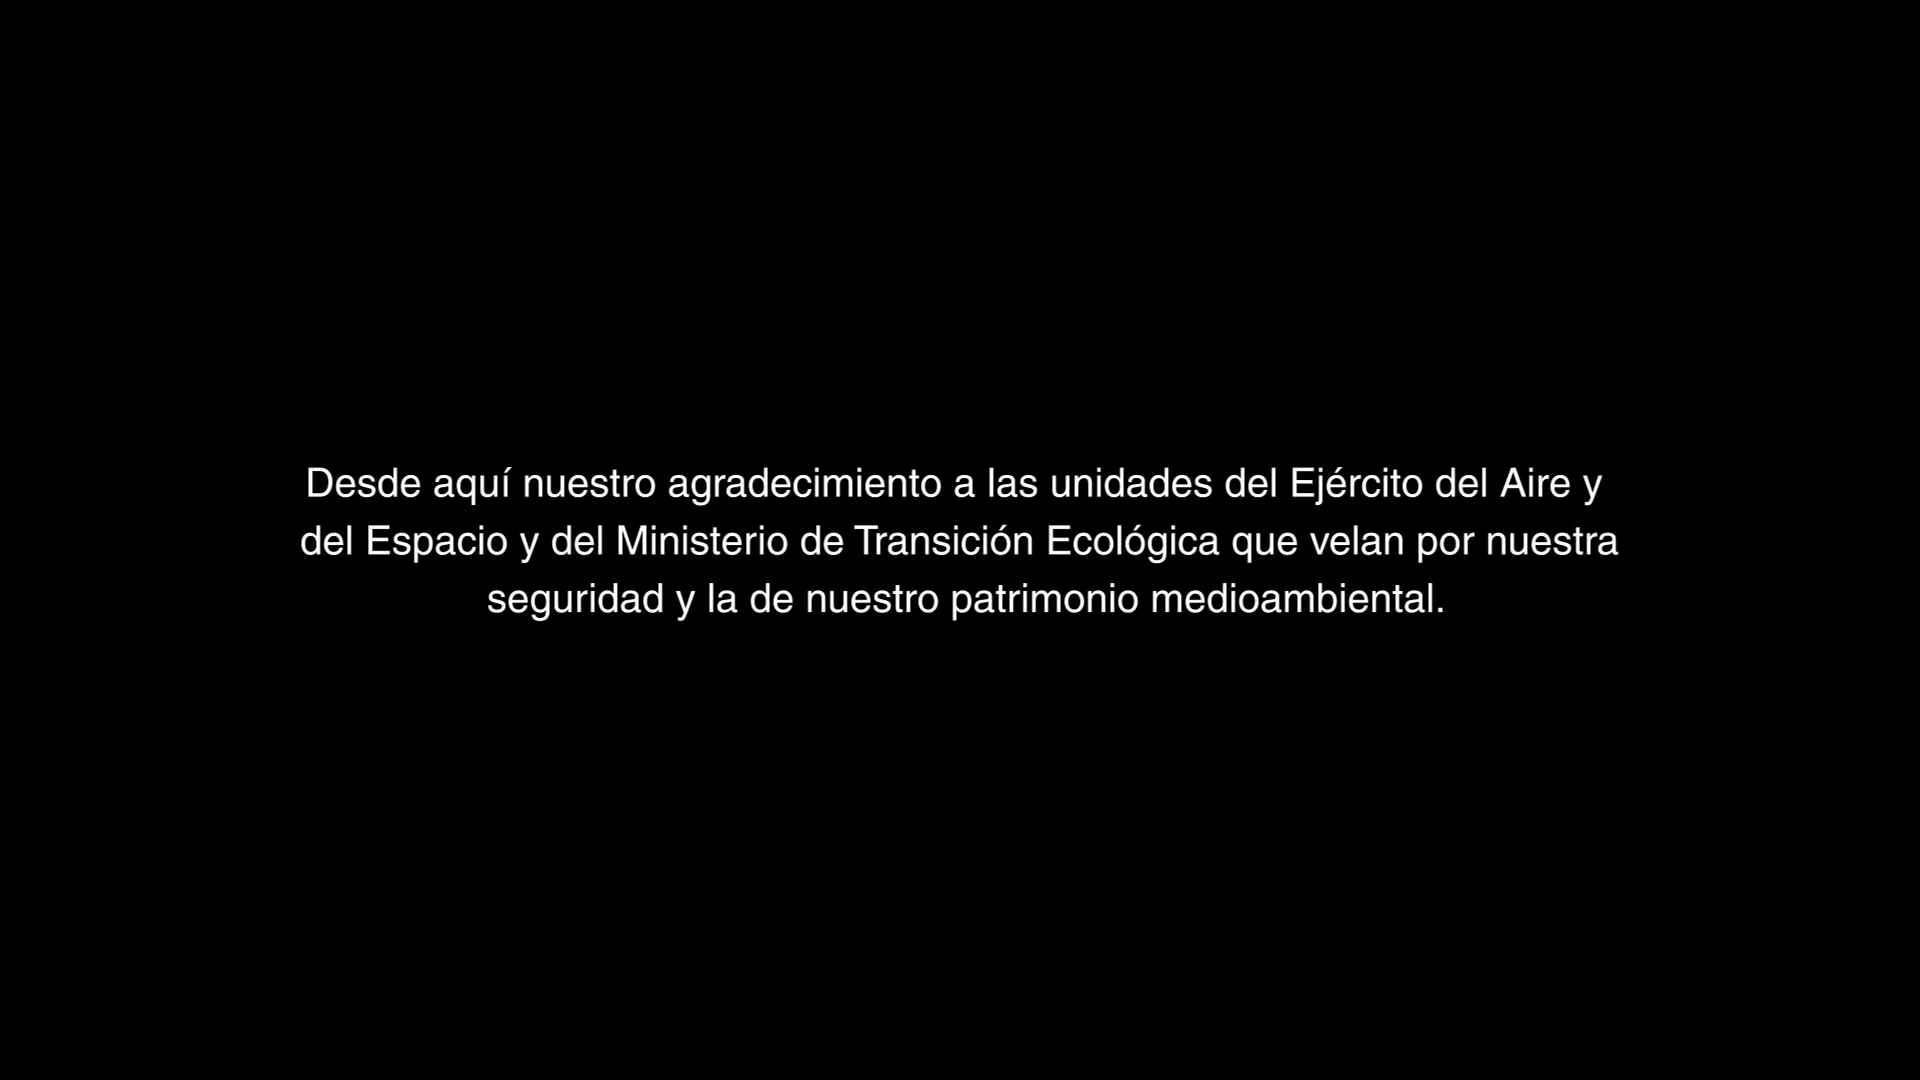 Desde aquí nuestro agradecimiento a las unidades del Ejército del Aire y
del Espacio y del Ministerio de Transición Ecológica que velan por nuestra
seguridad y la de nuestro patrimonio medioambiental.